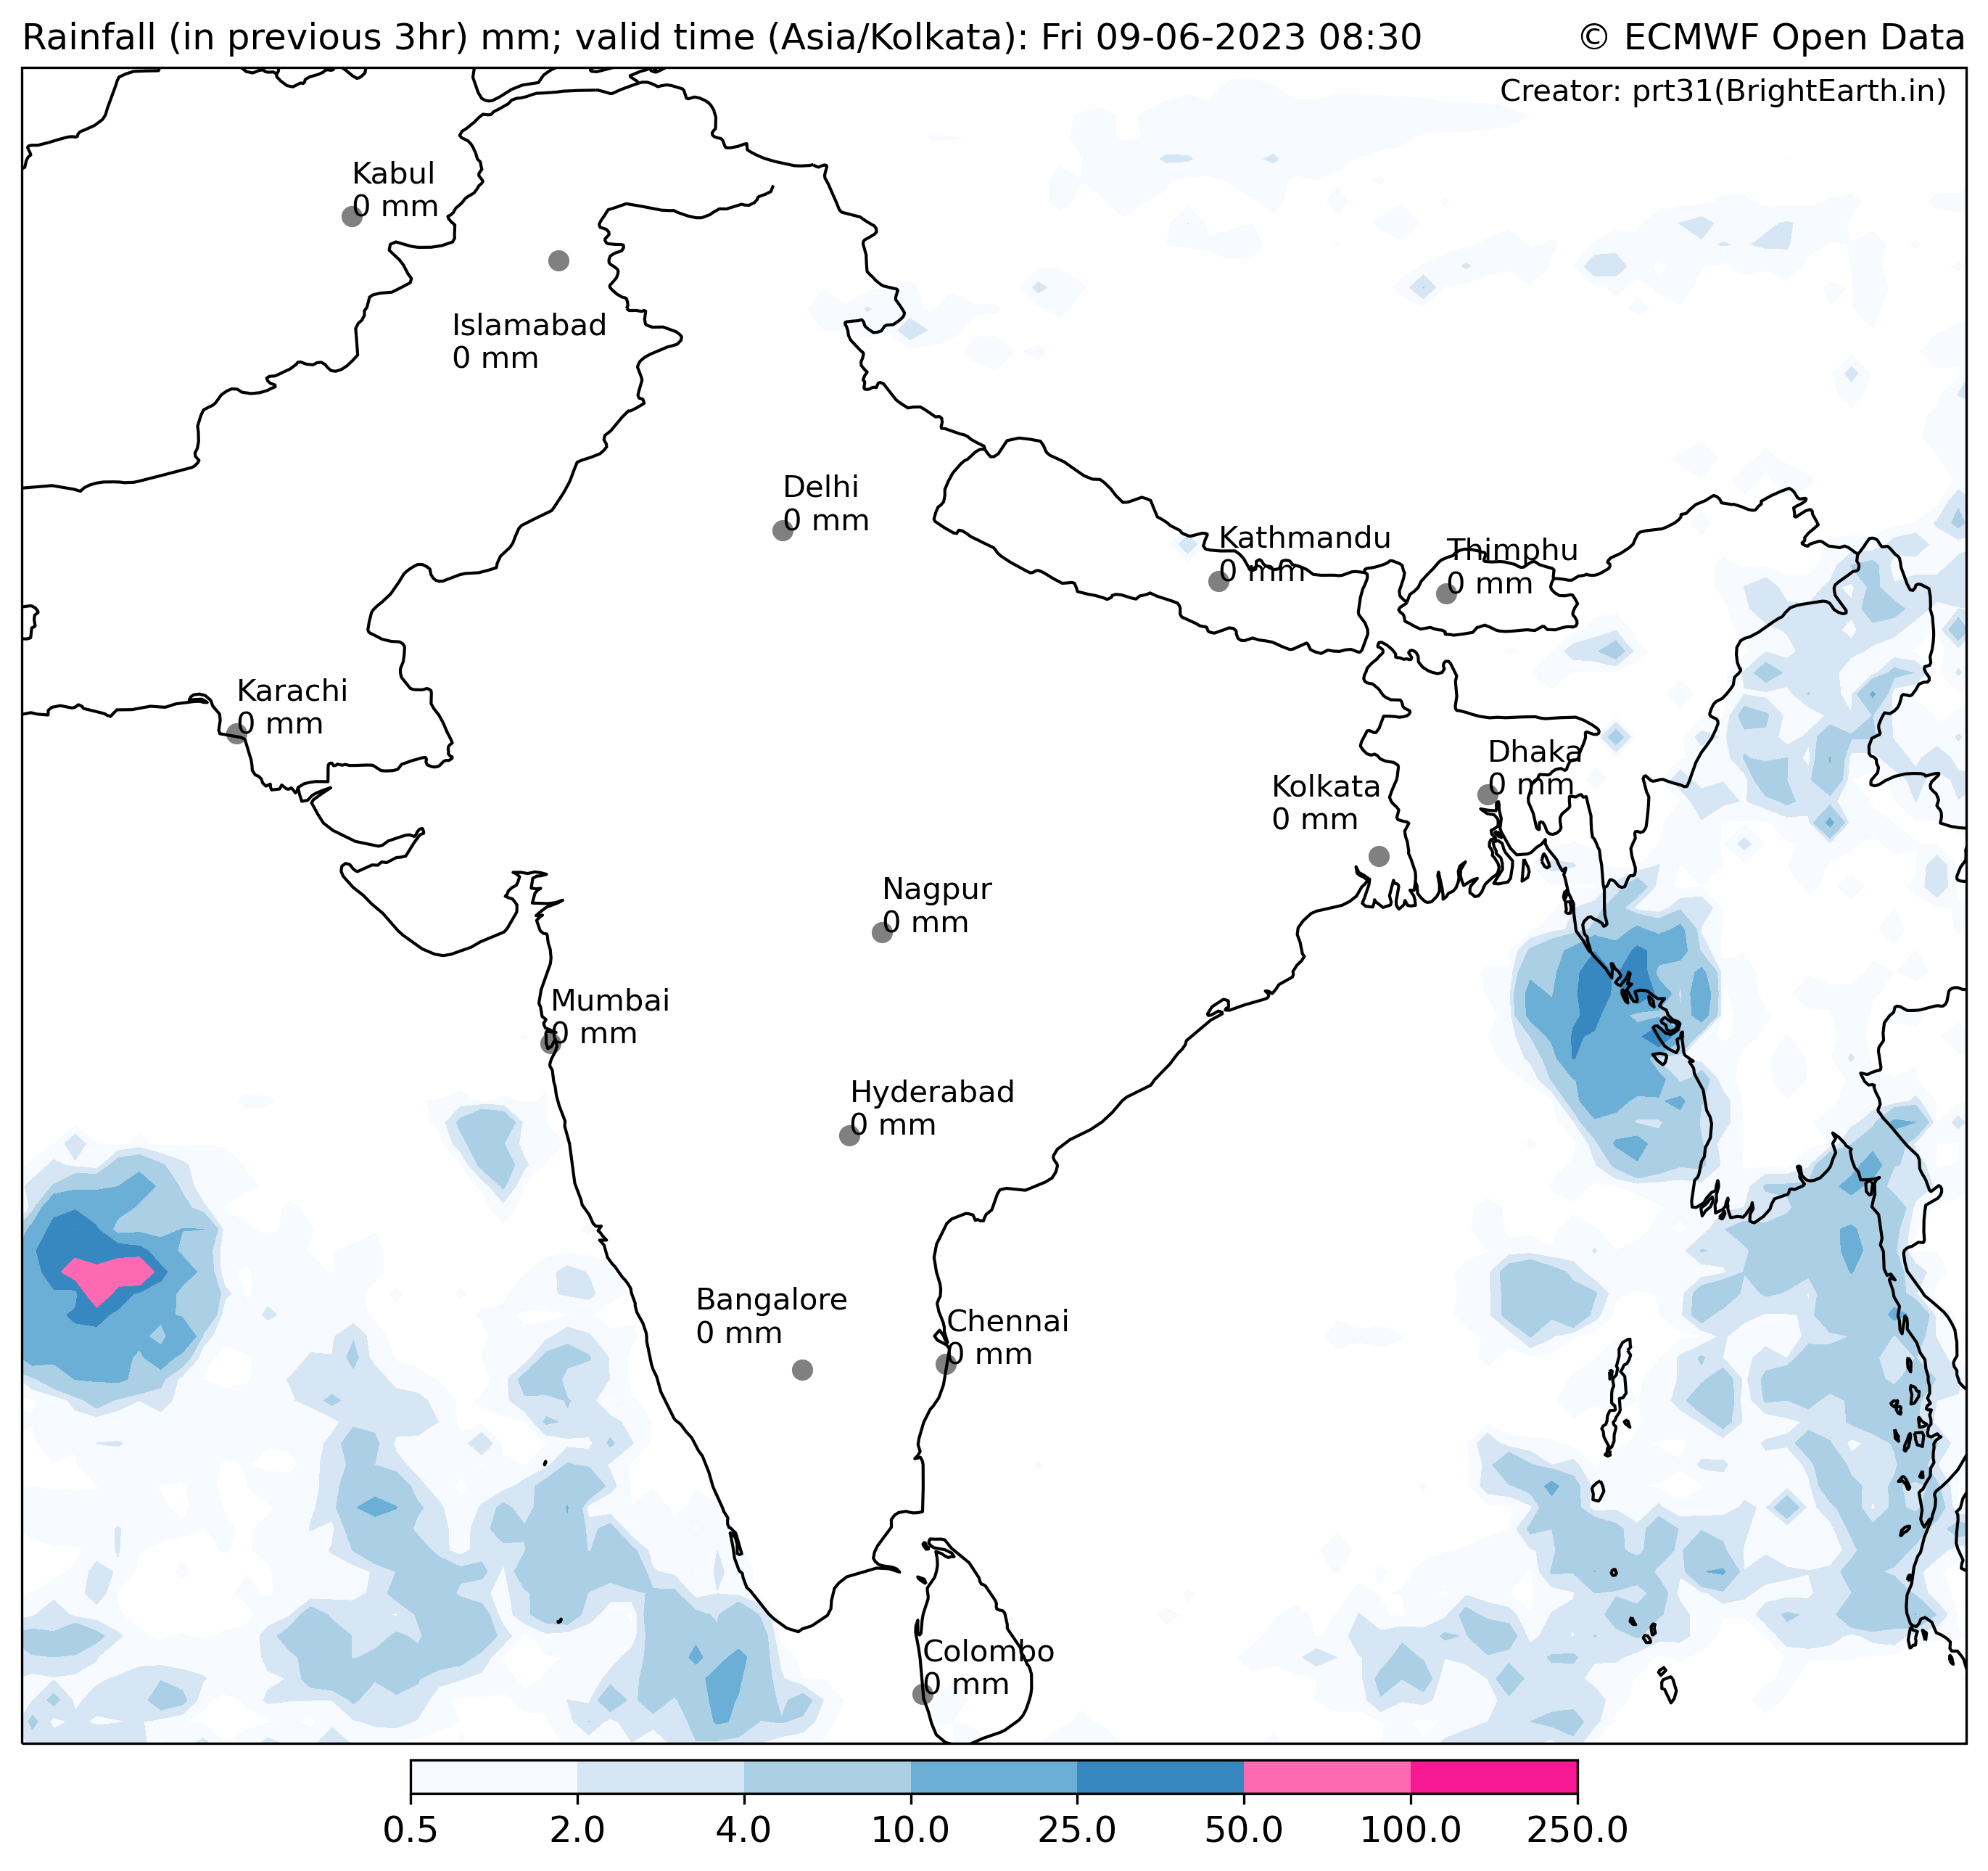 Rainfall (in previous 3hr) mm; valid time (Asia/Kolkata): Fri 09-06-2023 08:30
© ECMWF Open Data
Creator: prt31(BrightEarth.in)
Kabul
0 mm
Islamabad
0 mm
Delhi
0 mm
Kathmandu
0 mm
Thimphu
0 mm
Karachi
0 mm
Dhaka
0 mm
Kolkata
0 mm
Nagpur
0 mm
Mumbai
0 mm
Hyderabad
0 mm
Bangalore
0 mm
Chennai
0 mm
Colombo
0 mm
0.5 2.0 4.0 10.0 25.0 50.0 100.0 250.0